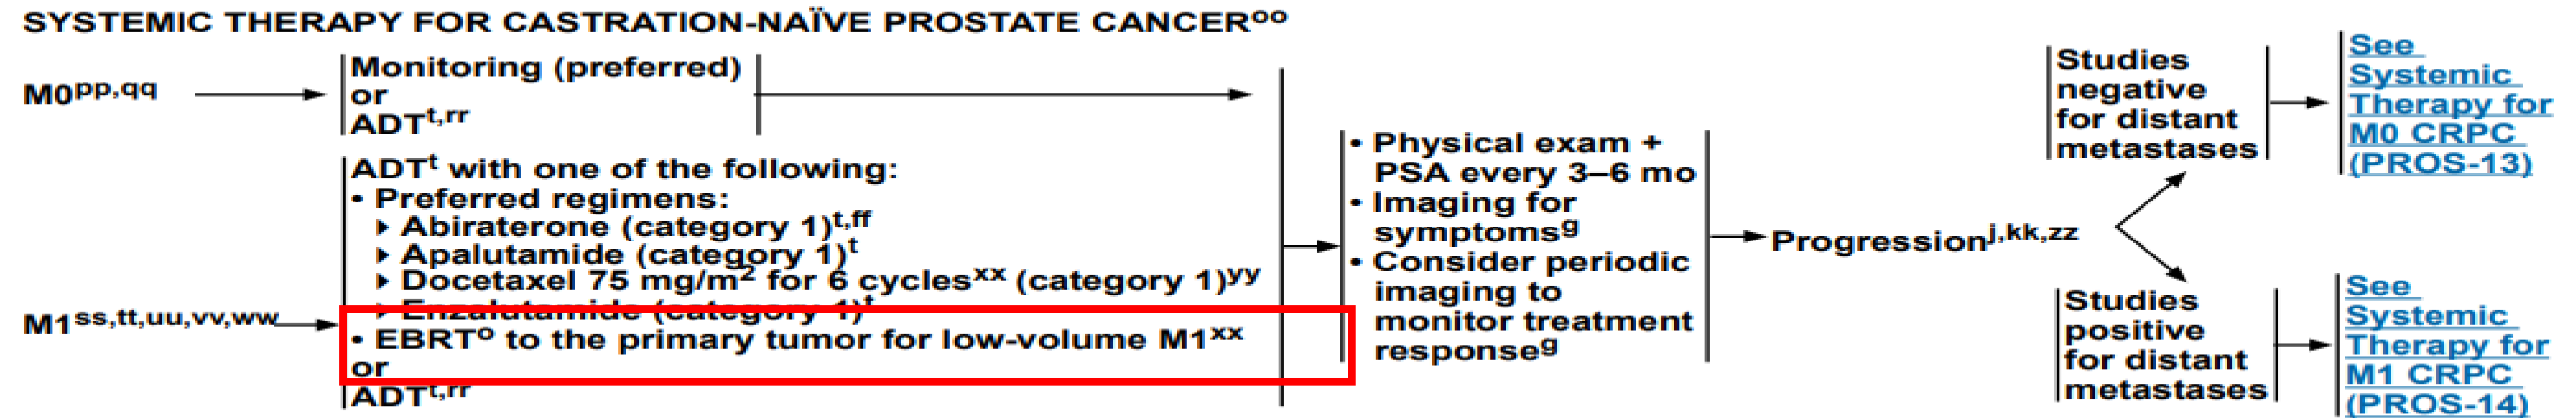 SYSTEMIC THERAPY FOR CASTRATION-NAÏVE PROSTATE CANCERoo
M0pp,qq
Monitoring (preferred)
or
ADTt,rr
M1ss,tt,uu,vv,ww
ADTt with one of the following:
• Preferred regimens:
▸ Abiraterone (category 1)t,ff
▸ Apalutamide (category 1)t
▸ Docetaxel 75 mg/m2 for 6 cyclesxx (category 1)yy
▸ Enzalutamide (category 1)t
• EBRTo to the primary tumor for low-volume M1xx
or
ADTt,rr
• Physical exam +
PSA every 3–6 mo
• Imaging for
symptomsg
• Consider periodic
imaging to
monitor treatment
responseg
Progressionj,kk,zz
Studies
negative
for distant
metastases
See
Systemic
Therapy for
M0 CRPC
(PROS-13)
Studies
positive
for distant
metastases
See
Systemic
Therapy for
M1 CRPC
(PROS-14)